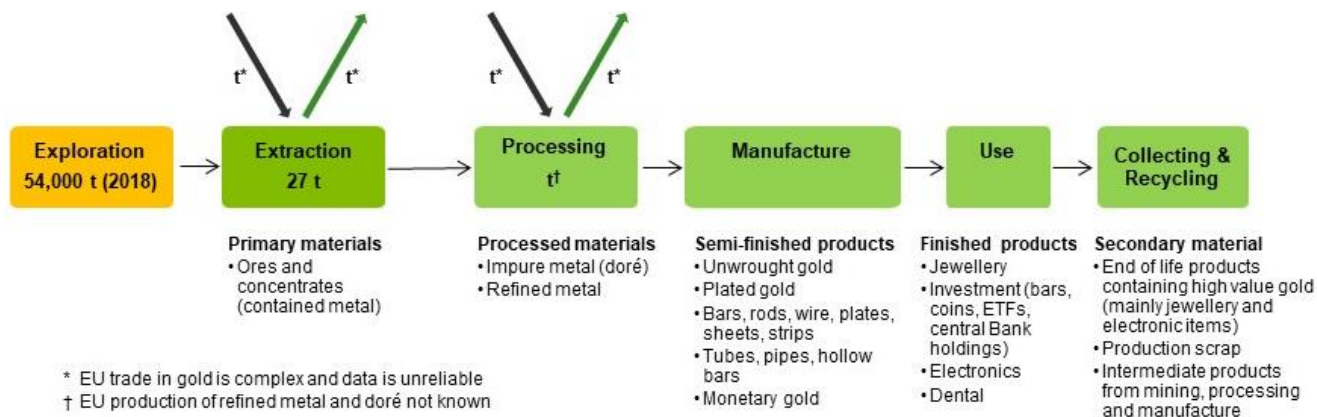 t*
t*
t*
t*
Exploration
54,000 t (2018)
Extraction
27 t
Processing
t†
Manufacture
Use
Collecting &
Recycling
Primary materials
• Ores and
concentrates
(contained metal)
Processed materials
• Impure metal (doré)
• Refined metal
Semi-finished products
• Unwrought gold
• Plated gold
• Bars, rods, wire, plates,
sheets, strips
• Tubes, pipes, hollow
bars
• Monetary gold
Finished products
• Jewellery
• Investment (bars,
coins, ETFs,
central Bank
holdings)
• Electronics
• Dental
Secondary material
• End of life products
containing high value gold
(mainly jewellery and
electronic items)
• Production scrap
• Intermediate products
from mining, processing
and manufacture
* EU trade in gold is complex and data is unreliable
† EU production of refined metal and doré not known